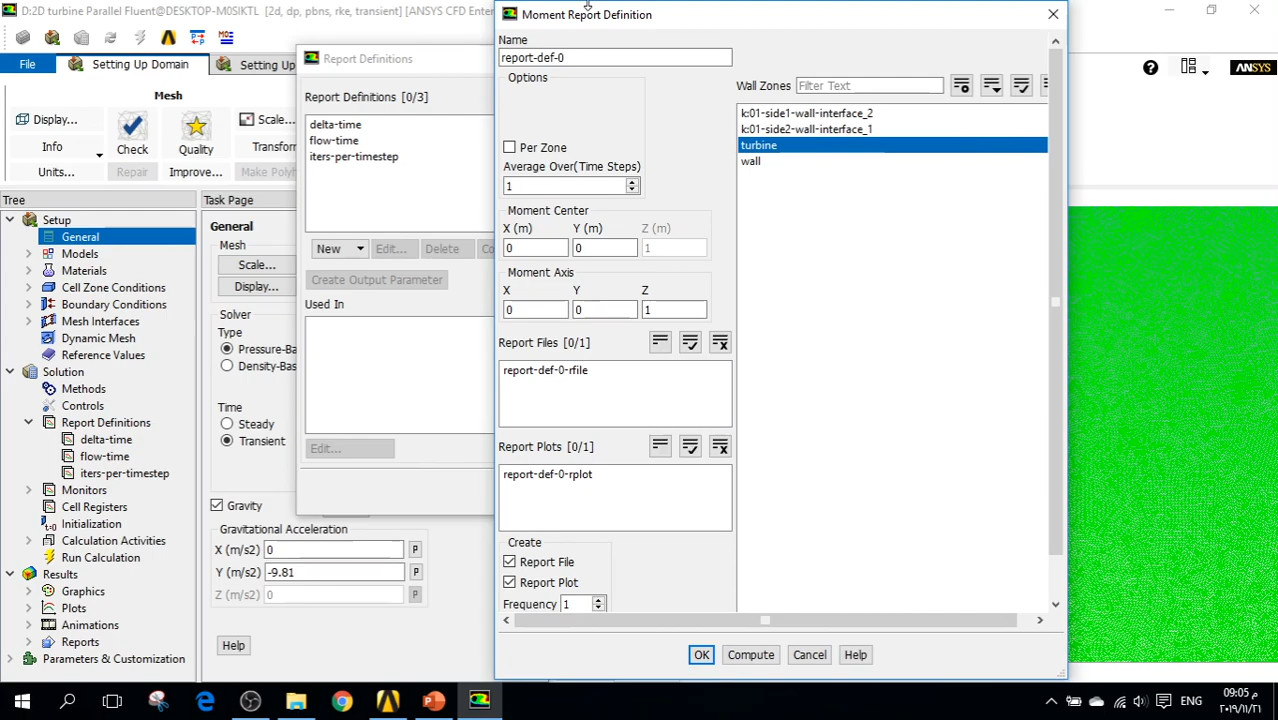 D:2D turbine Parallel Fluent@DESKTOP-M0SIKTL [2d, dp, pbns, rke, transient] [ANSYS CFD Enter
File
Setting Up Domain
Setting Up
ANSYS
Mesh
Display...
Info
Units...
Check
Repair
Quality
Improve...
Scale...
Transform
Make Polyh
Tree
Setup
General
Models
Materials
Cell Zone Conditions
Boundary Conditions
Mesh Interfaces
Dynamic Mesh
Reference Values
Solution
Methods
Controls
Report Definitions
delta-time
flow-time
iters-per-timestep
Monitors
Cell Registers
Initialization
Calculation Activities
Run Calculation
Results
Graphics
Plots
Animations
Reports
Parameters & Customization
Task Page
General
Mesh
Scale...
Display...
Solver
Type
Pressure-Ba
Density-Bas
Time
Steady
Transient
Gravity
Gravitational Acceleration
X (m/s2) 0 P
Y (m/s2) -9.81 P
Z (m/s2) 0 P
Help
Report Definitions
Report Definitions [0/3]
delta-time
flow-time
iters-per-timestep
New Edit... Delete Co
Create Output Parameter
Used In
Edit...
Moment Report Definition
Name
report-def-0
Options
Per Zone
Average Over(Time Steps)
1
Moment Center
X (m) Y (m) Z (m)
0 0 1
Moment Axis
X Y Z
0 0 1
Report Files [0/1]
report-def-0-rfile
Report Plots [0/1]
report-def-0-rplot
Create
Report File
Report Plot
Frequency 1
Wall Zones Filter Text
k:01-side1-wall-interface_2
k:01-side2-wall-interface_1
turbine
wall
OK Compute Cancel Help
ENG
09:05 م
٢٠١٩/١١/٢١